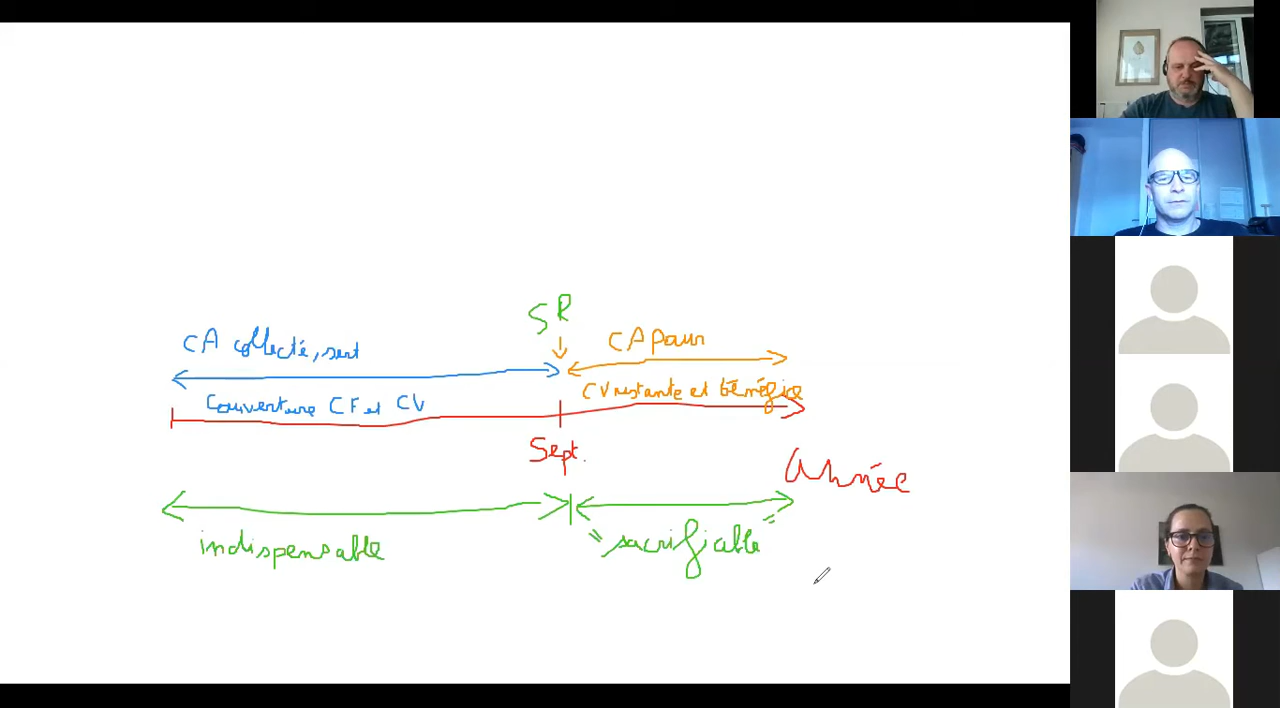 SR
CA collecté, sert
CA pour
Couverture CF et CV
CV restante et bénéfice
Sept.
Année
indispensable
"sacrifiable"